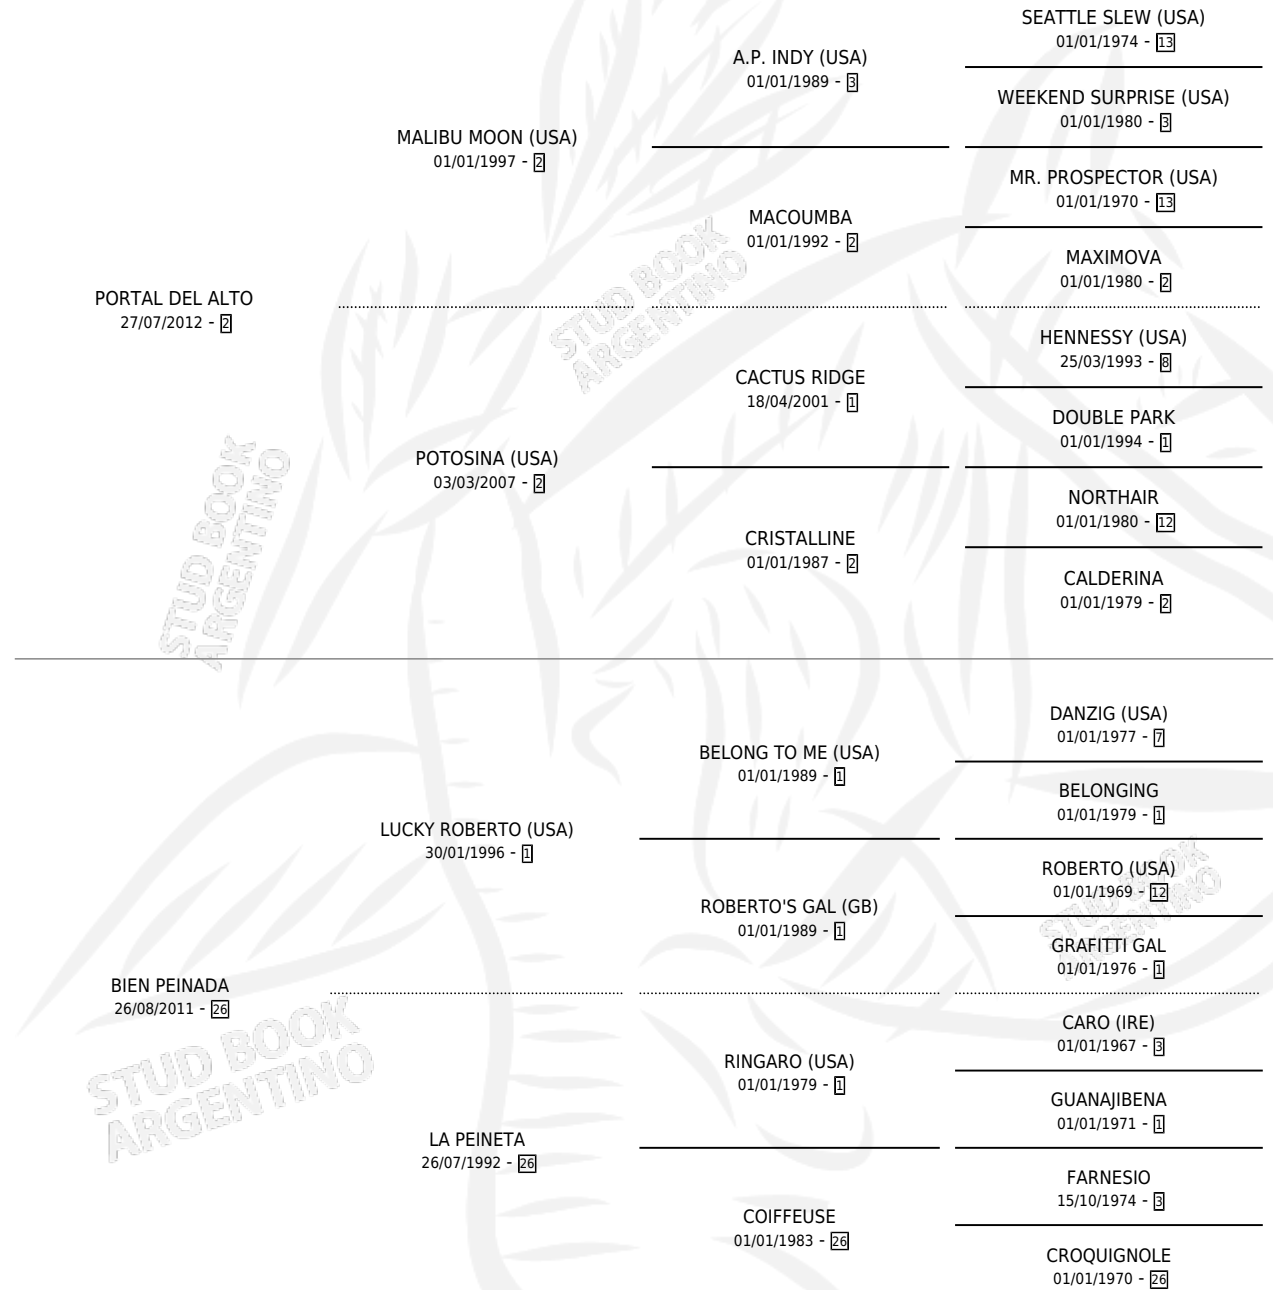 SEATTLE SLEW (USA)
01/01/1974 - 13
A.P. INDY (USA)
01/01/1989 - 3
WEEKEND SURPRISE (USA)
01/01/1980 - 3
MALIBU MOON (USA)
01/01/1997 - 2
MR. PROSPECTOR (USA)
01/01/1970 - 13
MACOUMBA
01/01/1992 - 2
MAXIMOVA
01/01/1980 - 2
PORTAL DEL ALTO
27/07/2012 - 2
HENNESSY (USA)
25/03/1993 - 8
CACTUS RIDGE
18/04/2001 - 1
DOUBLE PARK
01/01/1994 - 1
POTOSINA (USA)
03/03/2007 - 2
NORTHAIR
01/01/1980 - 12
CRISTALLINE
01/01/1987 - 2
CALDERINA
01/01/1979 - 2
DANZIG (USA)
01/01/1977 - 7
BELONG TO ME (USA)
01/01/1989 - 1
BELONGING
01/01/1979 - 1
LUCKY ROBERTO (USA)
30/01/1996 - 1
ROBERTO (USA)
01/01/1969 - 12
ROBERTO'S GAL (GB)
01/01/1989 - 1
GRAFITTI GAL
01/01/1976 - 1
BIEN PEINADA
26/08/2011 - 26
CARO (IRE)
01/01/1967 - 3
RINGARO (USA)
01/01/1979 - 1
GUANAJIBENA
01/01/1971 - 1
LA PEINETA
26/07/1992 - 26
FARNESIO
15/10/1974 - 3
COIFFEUSE
01/01/1983 - 26
CROQUIGNOLE
01/01/1970 - 26
STUD BOOK
ARGENTINO
STUD BOOK
ARGENTINO
STUD BOOK
ARGENTINO
STUD BOOK
ARGENTINO